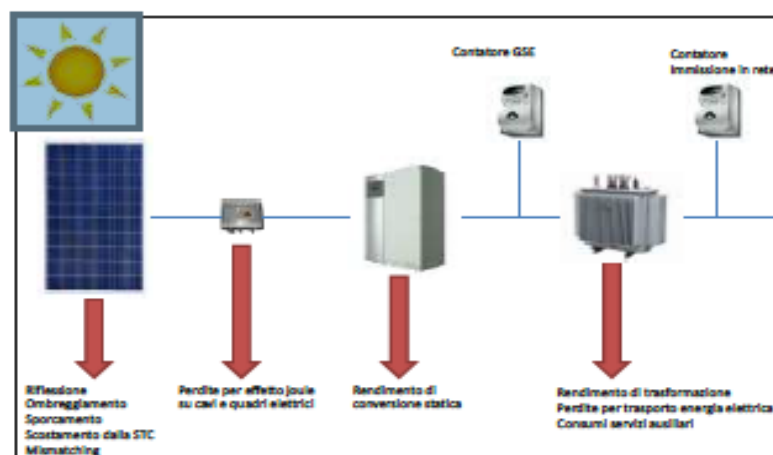 Contatore GSE
Contatore
immissione in rete
Riflessione
Ombreggiamento
Sporcamento
Scostamento dalla STC
Mismatching
Perdite per effetto joule
su cavi e quadri elettrici
Rendimento di
conversione statica
Rendimento di trasformazione
Perdite per trasporto energia elettrica
Consumi servizi ausiliari